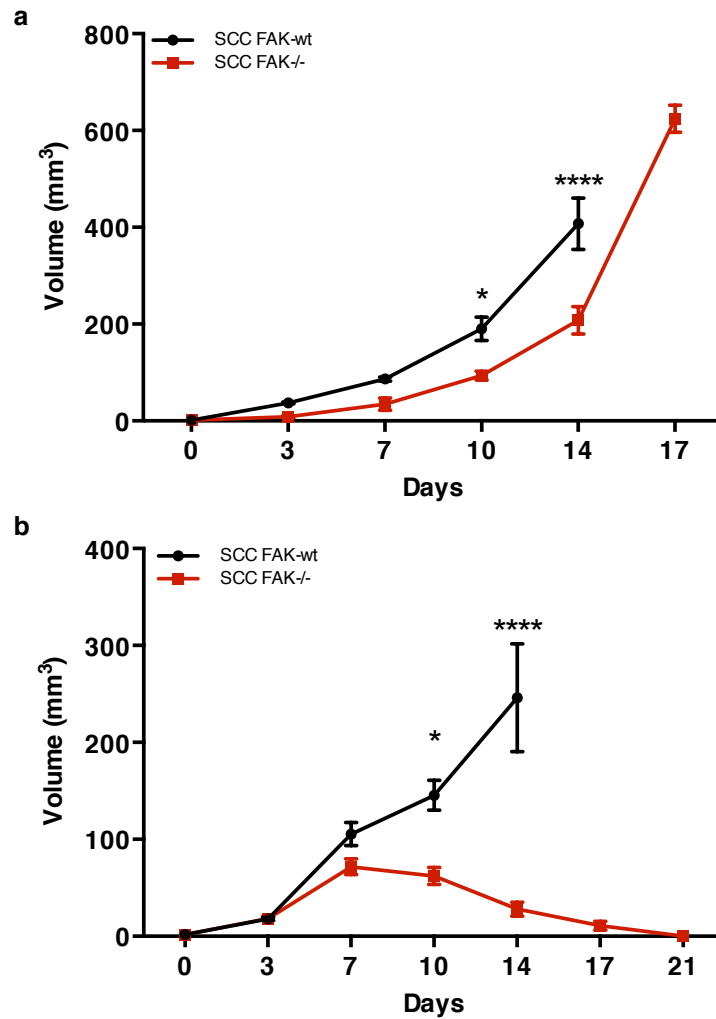 a
SCC FAK-wt
SCC FAK-/-
800
600
400
200
0
Volume (mm³)
*
****
0 3 7 10 14 17
Days
b
SCC FAK-wt
SCC FAK-/-
400
300
200
100
0
Volume (mm³)
*
****
0 3 7 10 14 17 21
Days